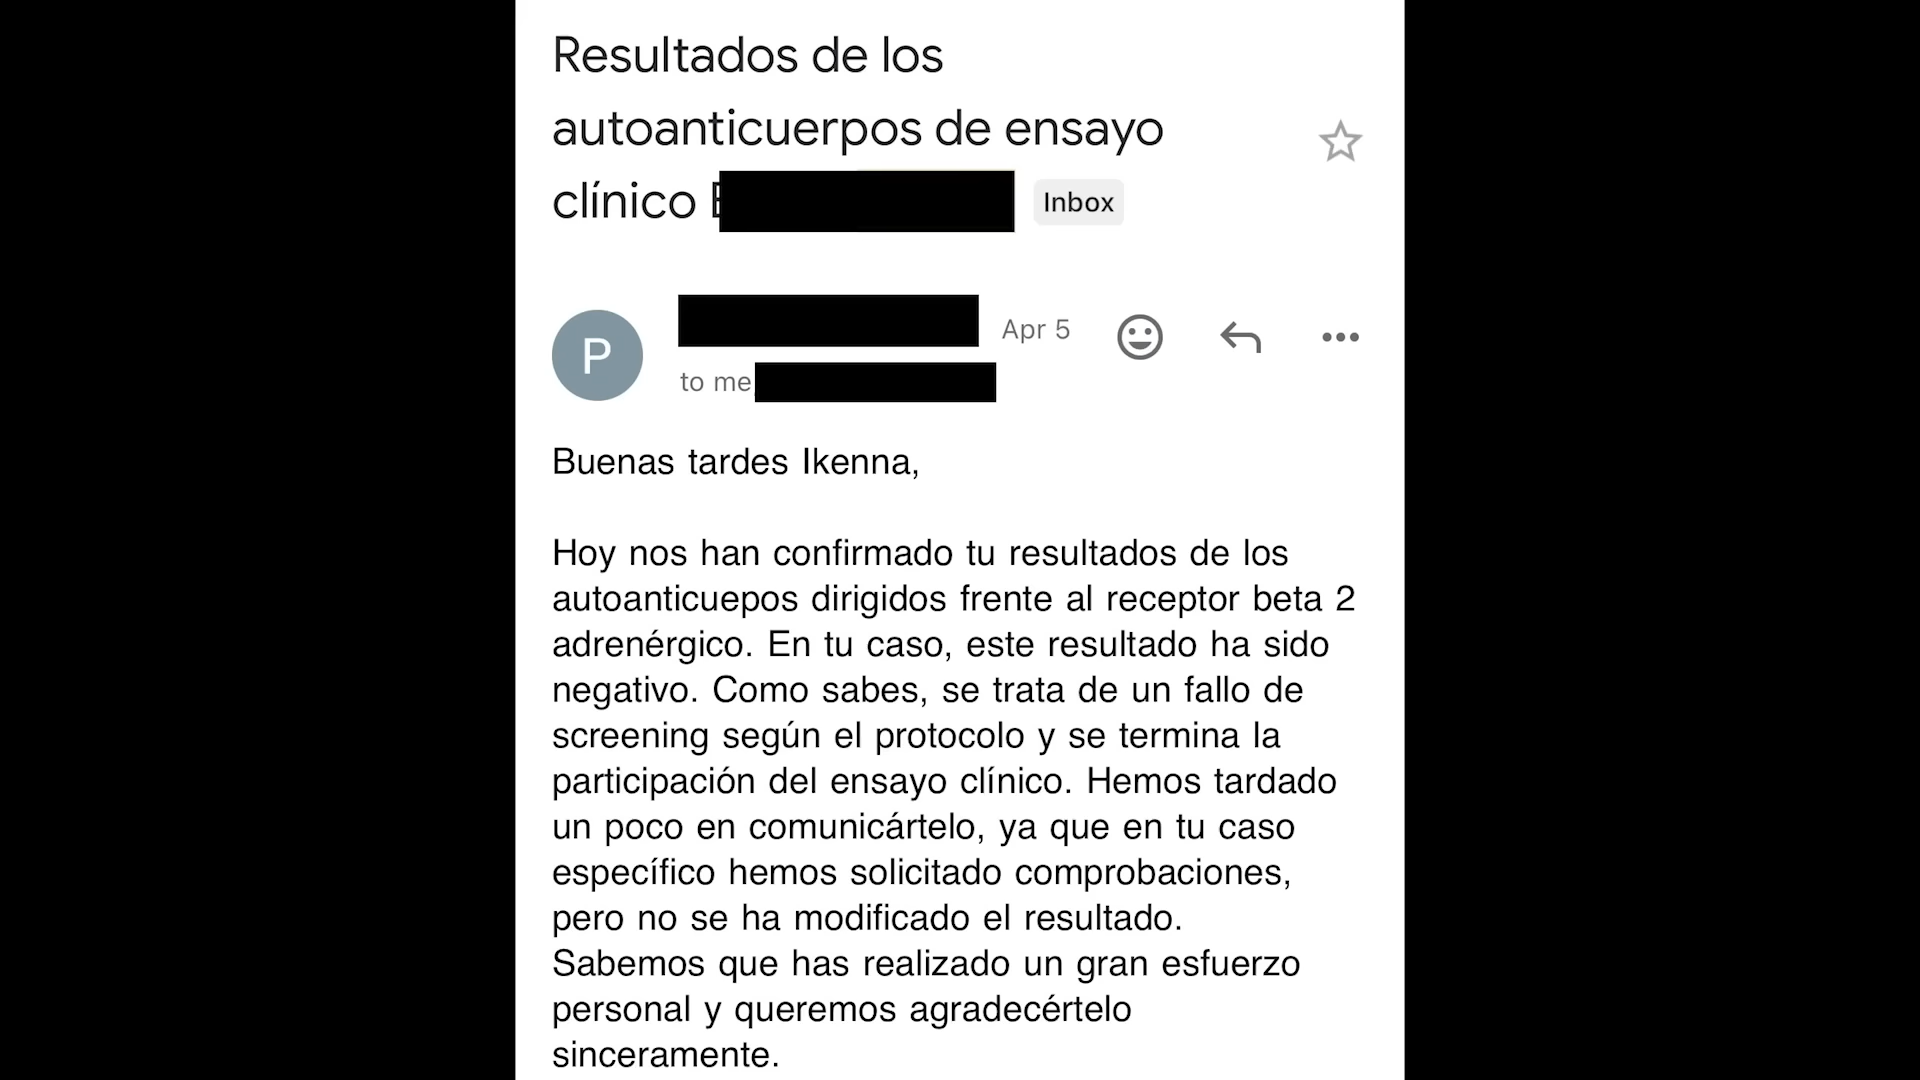 Resultados de los
autoanticuerpos de ensayo
clínico
Inbox
P
Apr 5
to me
Buenas tardes Ikenna,
Hoy nos han confirmado tu resultados de los
autoanticuepos dirigidos frente al receptor beta 2
adrenérgico. En tu caso, este resultado ha sido
negativo. Como sabes, se trata de un fallo de
screening según el protocolo y se termina la
participación del ensayo clínico. Hemos tardado
un poco en comunicártelo, ya que en tu caso
específico hemos solicitado comprobaciones,
pero no se ha modificado el resultado.
Sabemos que has realizado un gran esfuerzo
personal y queremos agradecértelo
sinceramente.